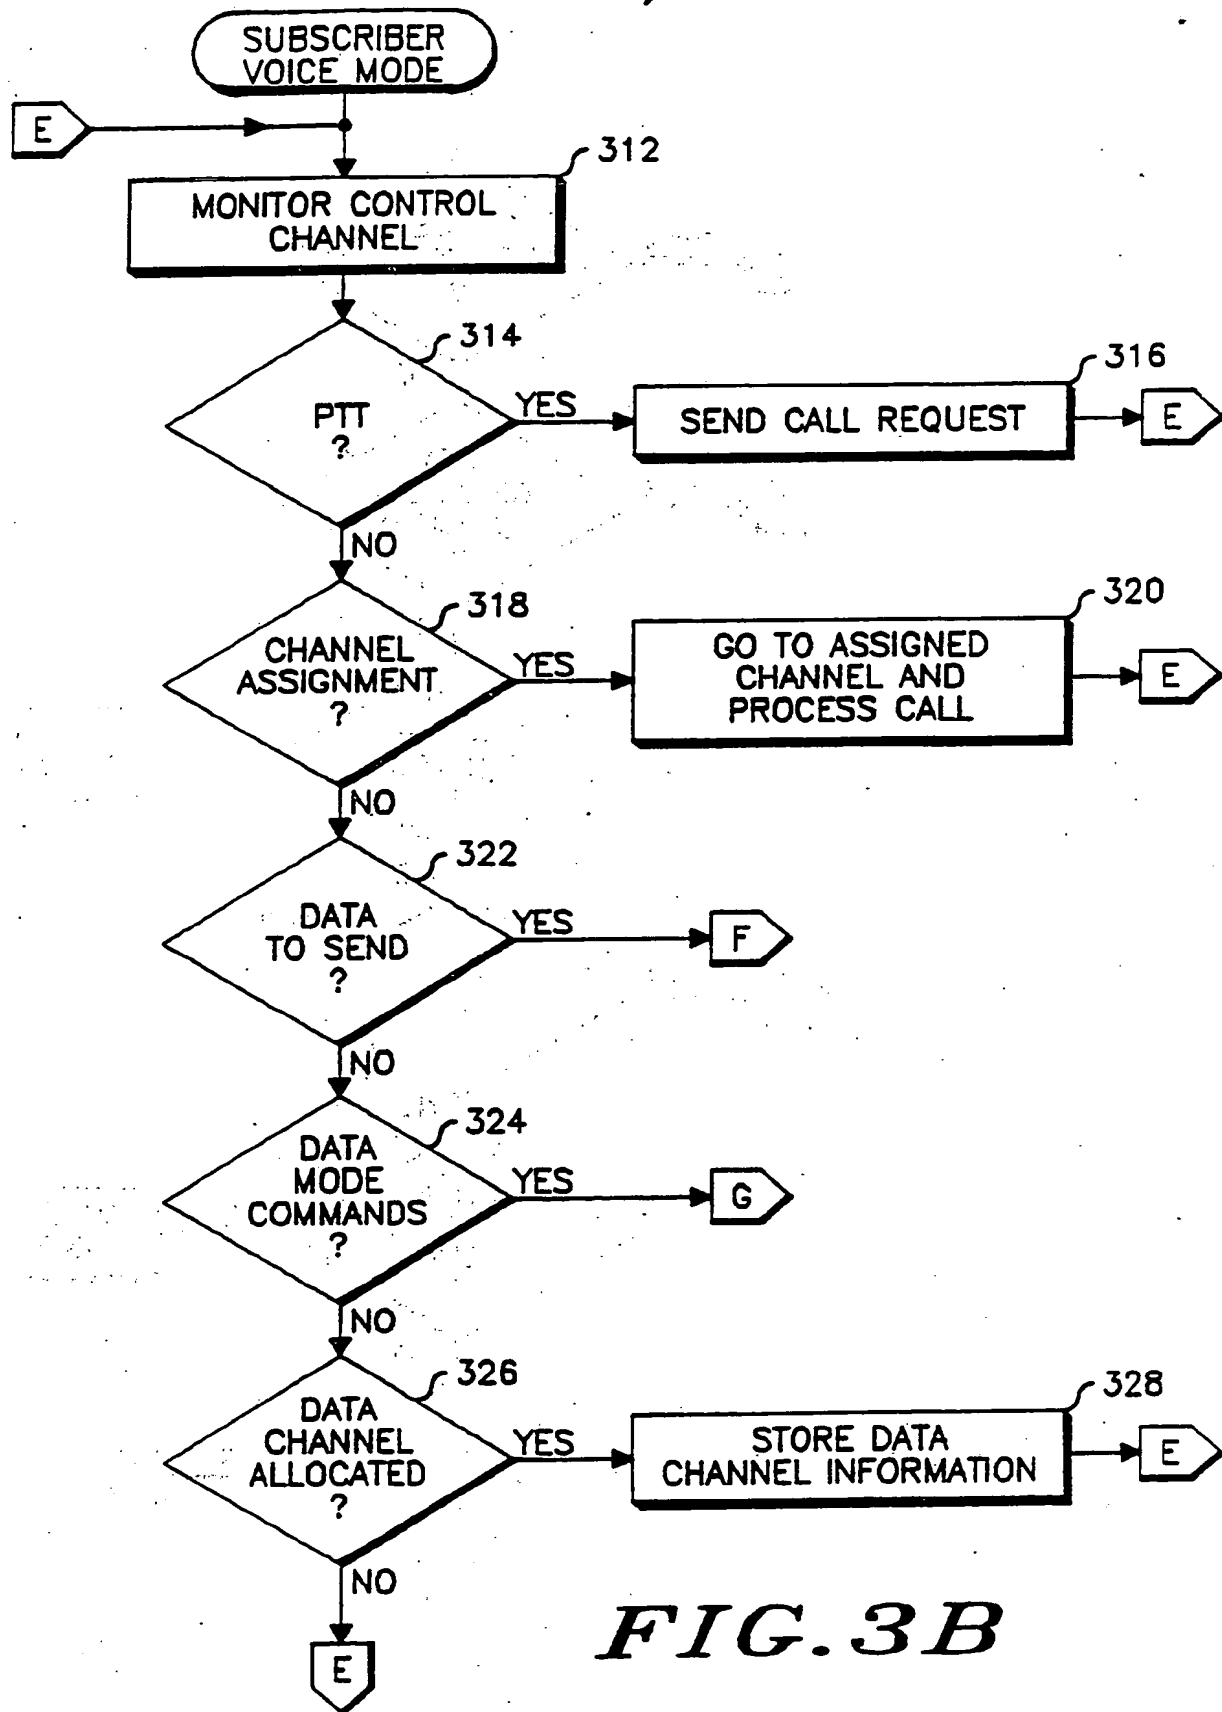 SUBSCRIBER
VOICE MODE
E
312
MONITOR CONTROL
CHANNEL
314
PTT
?
YES
316
SEND CALL REQUEST
E
NO
318
CHANNEL
ASSIGNMENT
?
YES
320
GO TO ASSIGNED
CHANNEL AND
PROCESS CALL
E
NO
322
DATA
TO SEND
?
YES
F
NO
324
DATA
MODE
COMMANDS
?
YES
G
NO
326
DATA
CHANNEL
ALLOCATED
?
YES
328
STORE DATA
CHANNEL INFORMATION
E
NO
E
FIG.3B